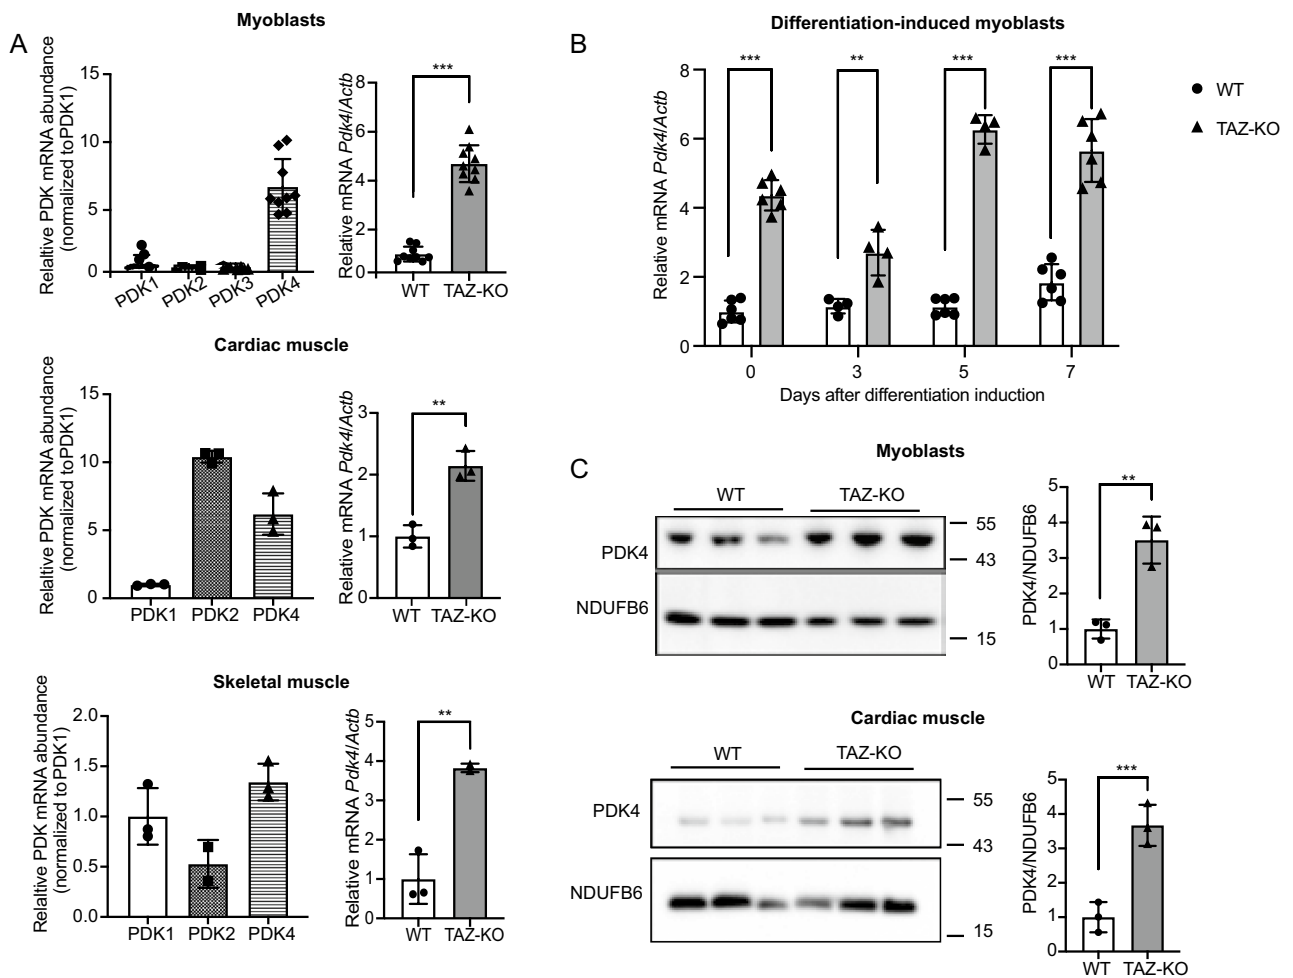 A
Myoblasts
Relaltive PDK mRNA abundance
(normalized toPDK1)
15
10
5
0
PDK1
PDK2
PDK3
PDK4
Relative mRNA Pdk4/Actb
8
6
4
2
0
***
WT
TAZ-KO
Cardiac muscle
Relaltive PDK mRNA abundance
(normalized toPDK1)
15
10
5
0
PDK1
PDK2
PDK4
Relative mRNA Pdk4/Actb
3
2
1
0
**
WT
TAZ-KO
Skeletal muscle
Relaltive PDK mRNA abundance
(normalized toPDK1)
2.0
1.5
1.0
0.5
0.0
PDK1
PDK2
PDK4
Relative mRNA Pdk4/Actb
5
4
3
2
1
0
**
WT
TAZ-KO
B
Differentiation-induced myoblasts
Relative mRNA Pdk4/Actb
8
6
4
2
0
***
**
***
***
0
3
5
7
Days after differentiation induction
WT
TAZ-KO
C
Myoblasts
WT
TAZ-KO
PDK4
55
43
NDUFB6
15
PDK4/NDUFB6
5
4
3
2
1
0
**
WT
TAZ-KO
Cardiac muscle
WT
TAZ-KO
PDK4
55
43
NDUFB6
15
PDK4/NDUFB6
5
4
3
2
1
0
***
WT
TAZ-KO